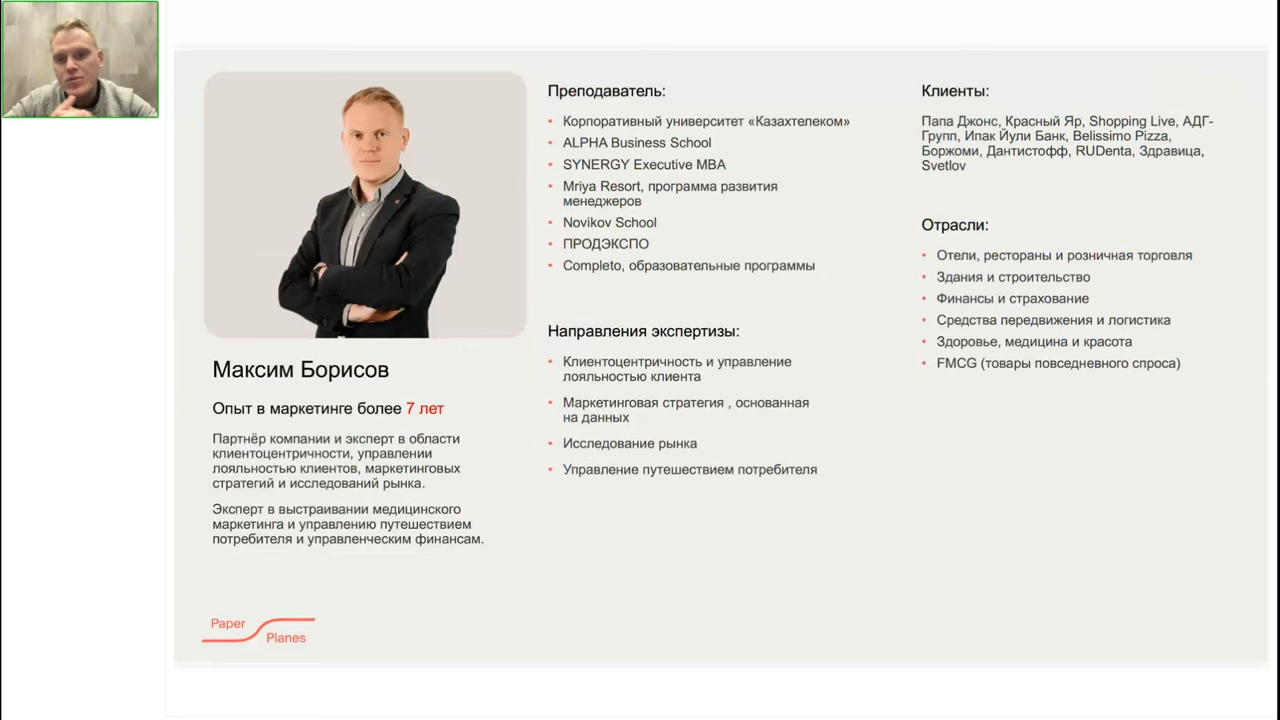 Максим Борисов
Опыт в маркетинге более 7 лет
Партнёр компании и эксперт в области
клиентоцентричности, управлении
лояльностью клиентов, маркетинговых
стратегий и исследований рынка.
Эксперт в выстраивании медицинского
маркетинга и управлению путешествием
потребителя и управленческим финансам.
Paper
Planes
Преподаватель:
• Корпоративный университет «Казахтелеком»
• ALPHA Business School
• SYNERGY Executive MBA
• Mriya Resort, программа развития
менеджеров
• Novikov School
• ПРОДЭКСПО
• Completo, образовательные программы
Направления экспертизы:
• Клиентоцентричность и управление
лояльностью клиента
• Маркетинговая стратегия , основанная
на данных
• Исследование рынка
• Управление путешествием потребителя
Клиенты:
Папа Джонс, Красный Яр, Shopping Live, АДГ-
Групп, Ипак Йули Банк, Belissimo Pizza,
Боржоми, Дантистофф, RUDenta, Здравица,
Svetlov
Отрасли:
• Отели, рестораны и розничная торговля
• Здания и строительство
• Финансы и страхование
• Средства передвижения и логистика
• Здоровье, медицина и красота
• FMCG (товары повседневного спроса)